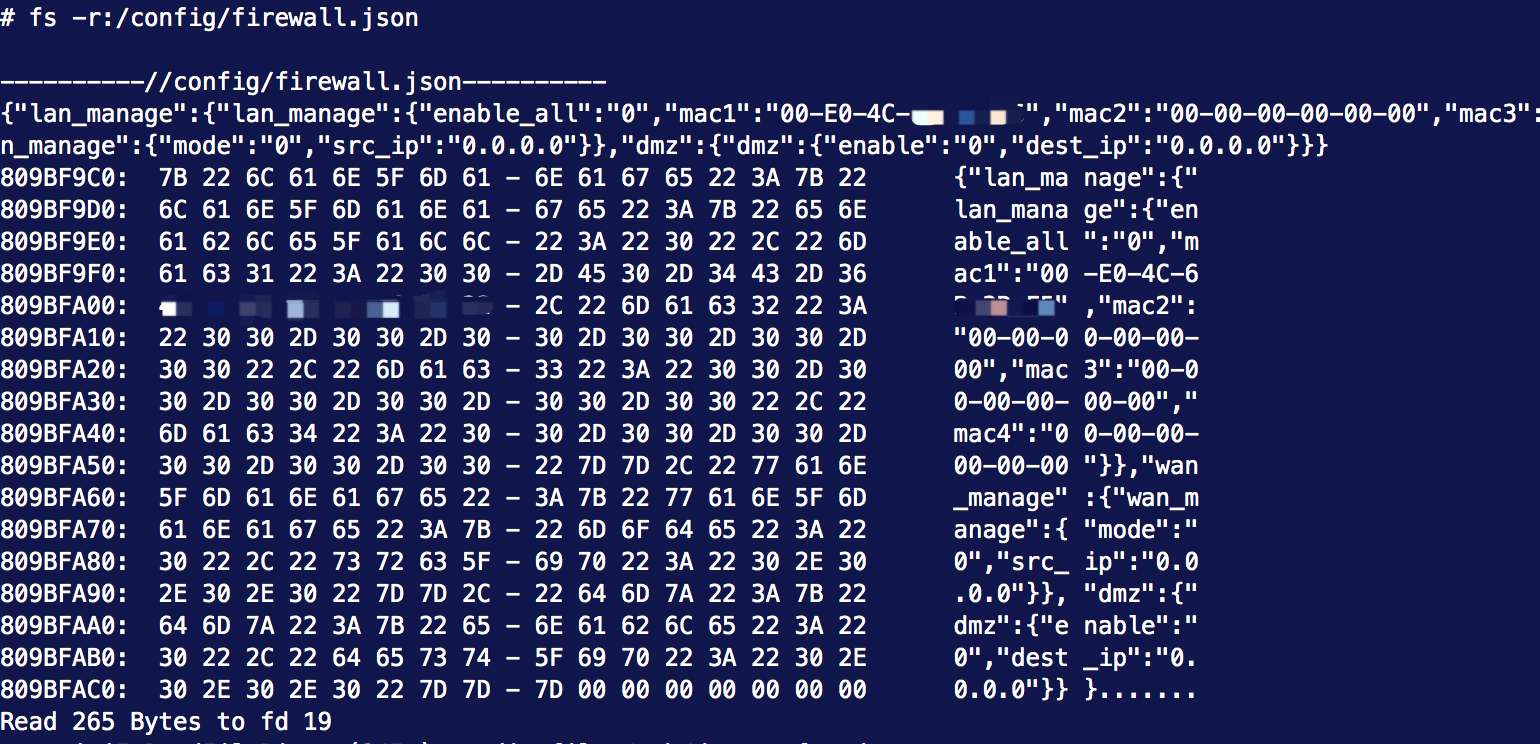 # fs -r:/config/firewall.json
----------//config/firewall.json----------
{"lan_manage":{"lan_manage":{"enable_all":"0","mac1":"00-E0-4C- ","mac2":"00-00-00-00-00-00","mac3":
n_manage":{"mode":"0","src_ip":"0.0.0.0"}},"dmz":{"dmz":{"enable":"0","dest_ip":"0.0.0.0"}}}
809BF9C0: 7B 22 6C 61 6E 5F 6D 61 - 6E 61 67 65 22 3A 7B 22 {"lan_ma nage":{"
809BF9D0: 6C 61 6E 5F 6D 61 6E 61 - 67 65 22 3A 7B 22 65 6E lan_mana ge":{"en
809BF9E0: 61 62 6C 65 5F 61 6C 6C - 22 3A 22 30 22 2C 22 6D able_all ":"0","m
809BF9F0: 61 63 31 22 3A 22 30 30 - 2D 45 30 2D 34 43 2D 36 ac1":"00 -E0-4C-6
809BFA00: - 2C 22 6D 61 63 32 22 3A ,"mac2":
809BFA10: 22 30 30 2D 30 30 2D 30 - 30 2D 30 30 2D 30 30 2D "00-00-0 0-00-00-
809BFA20: 30 30 22 2C 22 6D 61 63 - 33 22 3A 22 30 30 2D 30 00","mac 3":"00-0
809BFA30: 30 2D 30 30 2D 30 30 2D - 30 30 2D 30 30 22 2C 22 0-00-00- 00-00","
809BFA40: 6D 61 63 34 22 3A 22 30 - 30 2D 30 30 2D 30 30 2D mac4":"0 0-00-00-
809BFA50: 30 30 2D 30 30 2D 30 30 - 22 7D 7D 2C 22 77 61 6E 00-00-00 "}},"wan
809BFA60: 5F 6D 61 6E 61 67 65 22 - 3A 7B 22 77 61 6E 5F 6D _manage" :{"wan_m
809BFA70: 61 6E 61 67 65 22 3A 7B - 22 6D 6F 64 65 22 3A 22 anage":{ "mode":"
809BFA80: 30 22 2C 22 73 72 63 5F - 69 70 22 3A 22 30 2E 30 0","src_ ip":"0.0
809BFA90: 2E 30 2E 30 22 7D 7D 2C - 22 64 6D 7A 22 3A 7B 22 .0.0"}}, "dmz":{"
809BFAA0: 64 6D 7A 22 3A 7B 22 65 - 6E 61 62 6C 65 22 3A 22 dmz":{"e nable":"
809BFAB0: 30 22 2C 22 64 65 73 74 - 5F 69 70 22 3A 22 30 2E 0","dest _ip":"0.
809BFAC0: 30 2E 30 2E 30 22 7D 7D - 7D 00 00 00 00 00 00 00 0.0.0"}} }.......
Read 265 Bytes to fd 19